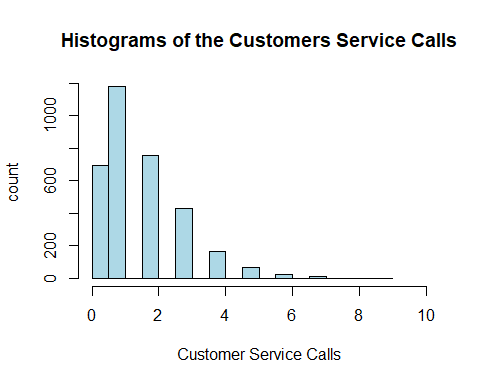 Histograms of the Customers Service Calls
count
1000
600
200
0
0 2 4 6 8 10
Customer Service Calls